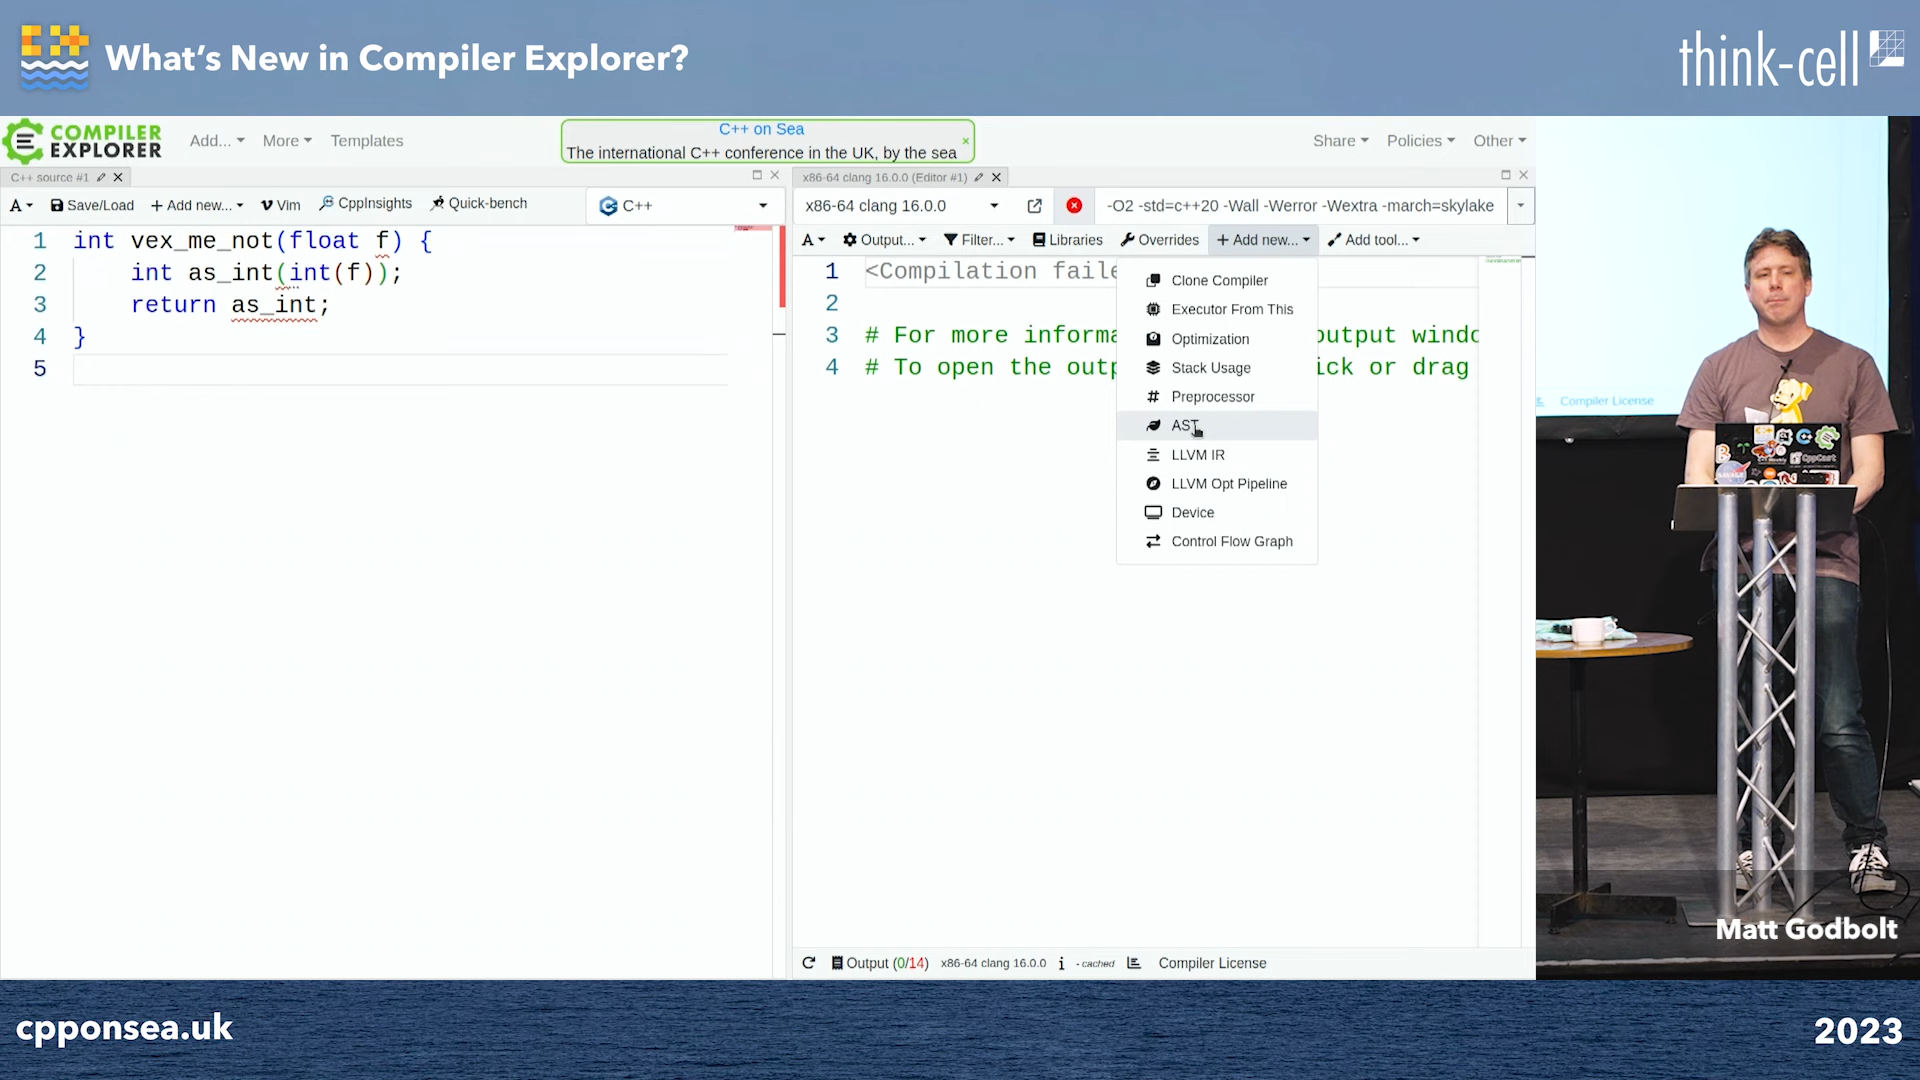 What's New in Compiler Explorer?
think-cell
COMPILER EXPLORER
Add...
More
Templates
C++ on Sea
The international C++ conference in the UK, by the sea
Share
Policies
Other
C++ source #1
A
Save/Load
+ Add new...
Vim
CppInsights
Quick-bench
C++
1 int vex_me_not(float f) {
2 int as_int(int(f));
3 return as_int;
4 }
5
x86-64 clang 16.0.0 (Editor #1)
x86-64 clang 16.0.0
-O2 -std=c++20 -Wall -Werror -Wextra -march=skylake
A
Output...
Filter...
Libraries
Overrides
+ Add new...
Add tool...
1 <Compilation faile
2
3 # For more informa output windo
4 # To open the outp ick or drag
Clone Compiler
Executor From This
Optimization
Stack Usage
Preprocessor
AST
LLVM IR
LLVM Opt Pipeline
Device
Control Flow Graph
Output (0/14) x86-64 clang 16.0.0 i - cached Compiler License
Compiler License
CppCast
Matt Godbolt
cpponsea.uk
2023